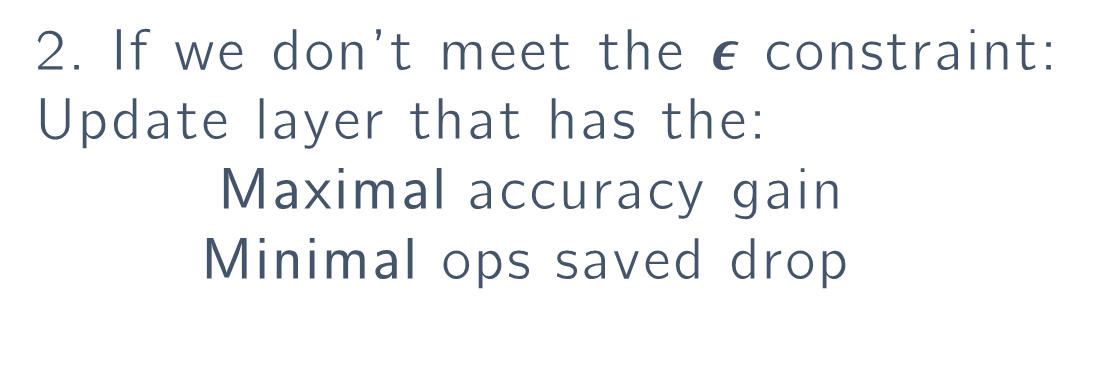 2. If we don't meet the ϵ constraint:
Update layer that has the:
Maximal accuracy gain
Minimal ops saved drop